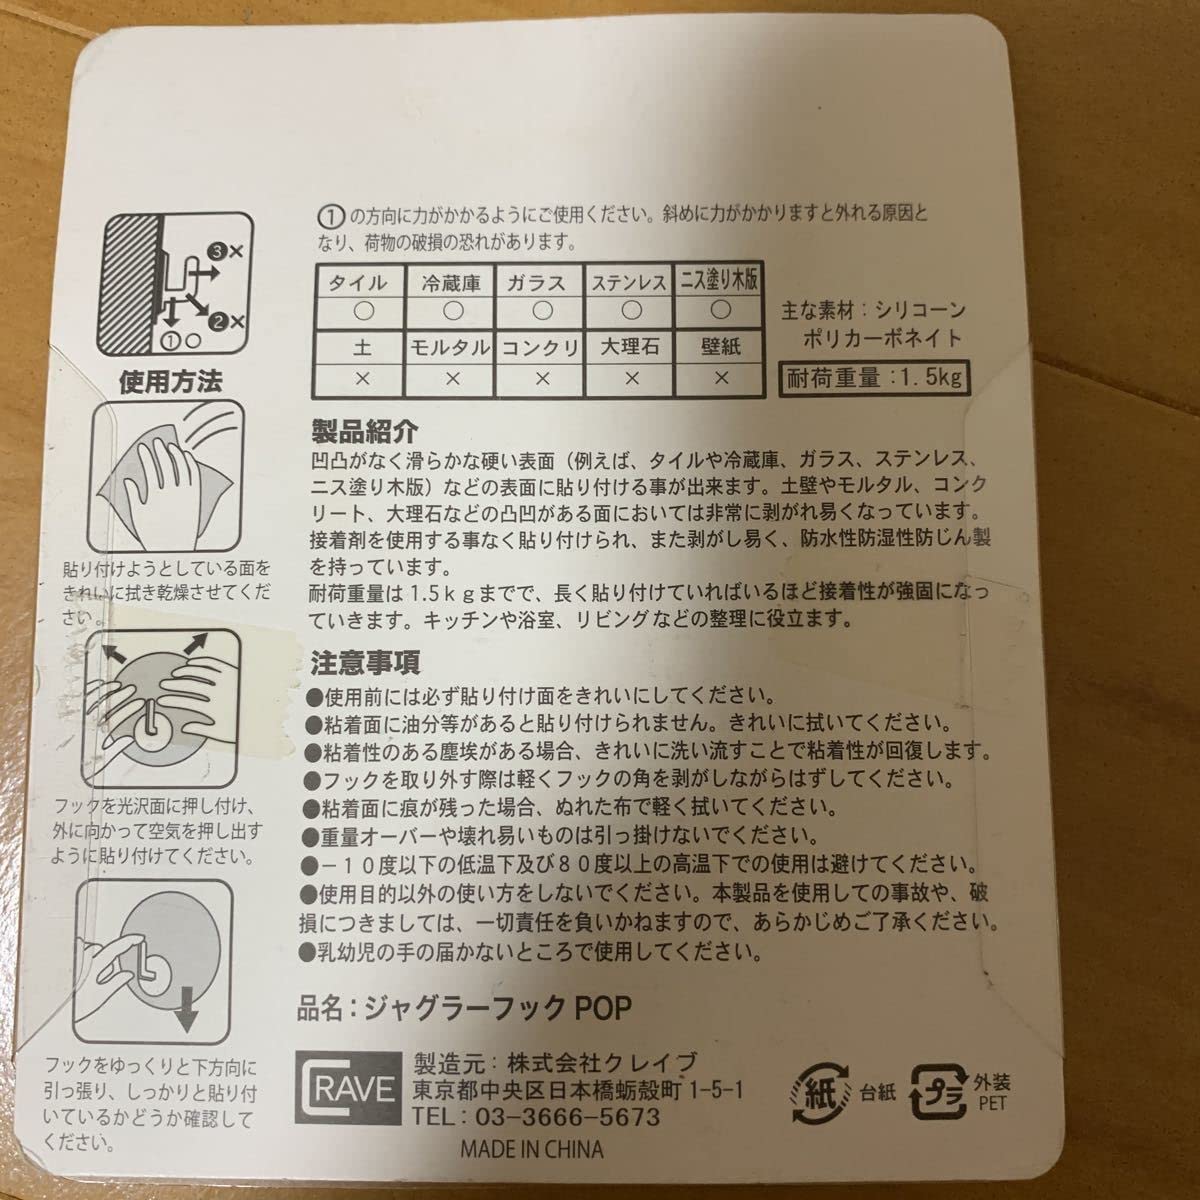 ①の方向に力がかかるようにご使用ください。斜めに力がかかりますと外れる原因と
なり、荷物の破損の恐れがあります。
③×
②×
①○
タイル 冷蔵庫 ガラス ステンレス ニス塗り木版
○ ○ ○ ○ ○
土 モルタル コンクリ 大理石 壁紙
× × × × ×
主な素材：シリコーン
ポリカーボネイト
耐荷重量：1.5kg
使用方法
貼り付けようとしている面を
きれいに拭き乾燥させてくだ
さい。
フックを光沢面に押し付け、
外に向かって空気を押し出す
ように貼り付けてください。
フックをゆっくりと下方向に
引っ張り、しっかりと貼り付
いているかどうか確認して
ください。
製品紹介
凹凸がなく滑らかな硬い表面（例えば、タイルや冷蔵庫、ガラス、ステンレス、
ニス塗り木版）などの表面に貼り付ける事が出来ます。土壁やモルタル、コンク
リート、大理石などの凸凹がある面においては非常に剥がれ易くなっています。
接着剤を使用する事なく貼り付けられ、また剥がし易く、防水性防湿性防じん製
を持っています。
耐荷重量は1.5ｋｇまでで、長く貼り付けていればいるほど接着性が強固になっ
ていきます。キッチンや浴室、リビングなどの整理に役立ます。
注意事項
●使用前には必ず貼り付け面をきれいにしてください。
●粘着面に油分等があると貼り付けられません。きれいに拭いてください。
●粘着性のある塵埃がある場合、きれいに洗い流すことで粘着性が回復します。
●フックを取り外す際は軽くフックの角を剥がしながらはずしてください。
●粘着面に痕が残った場合、ぬれた布で軽く拭いてください。
●重量オーバーや壊れ易いものは引っ掛けないでください。
●－１０度以下の低温下及び８０度以上の高温下での使用は避けてください。
●使用目的以外の使い方をしないでください。本製品を使用しての事故や、破
損につきましては、一切責任を負いかねますので、あらかじめご了承ください。
●乳幼児の手の届かないところで使用してください。
品名：ジャグラーフック POP
CRAVE
製造元：株式会社クレイブ
東京都中央区日本橋蛎殻町 1-5-1
TEL：03-3666-5673
MADE IN CHINA
紙 台紙
プラ 外装
PET